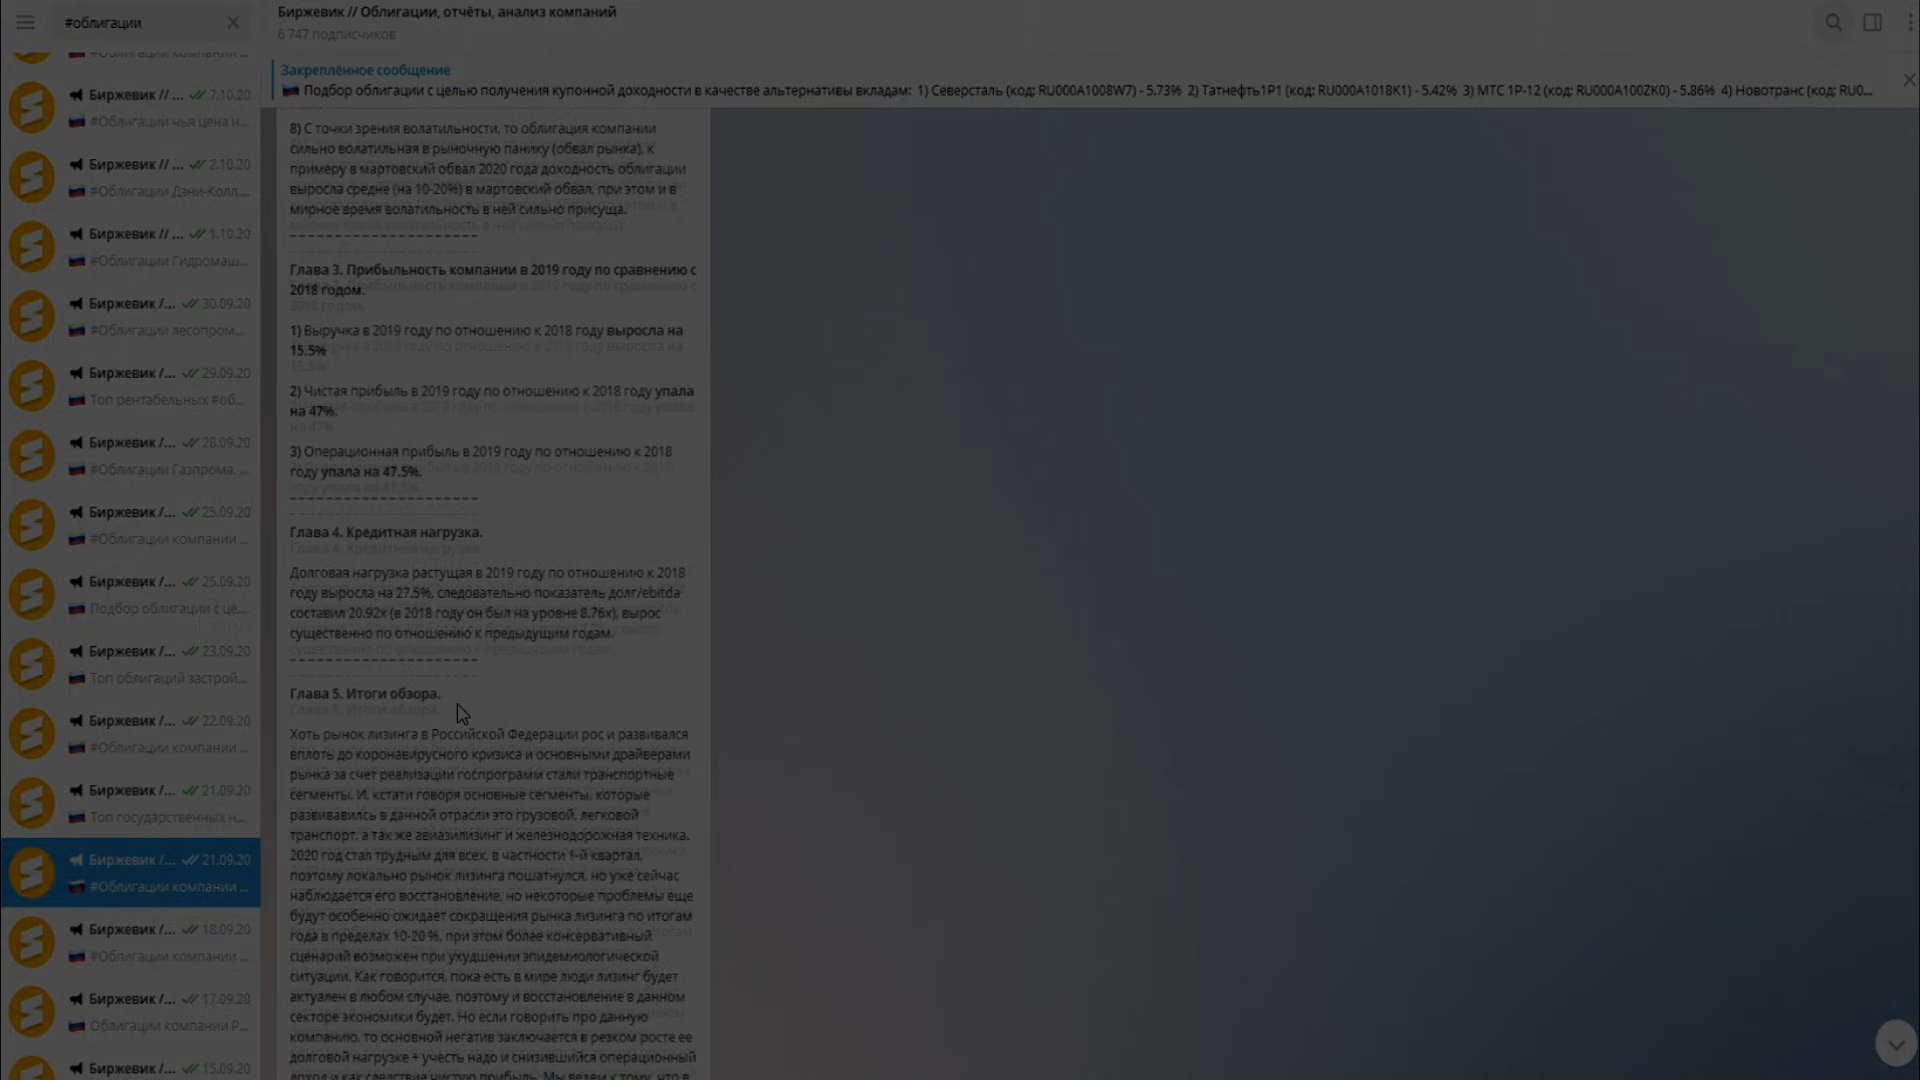 #облигации
Биржевик // Облигации, отчёты, анализ компаний
6 747 подписчиков
Закреплённое сообщение
Подбор облигации с целью получения купонной доходности в качестве альтернативы вкладам: 1) Северсталь (код: RU000A1008W7) - 5.73% 2) Татнефть1P1 (код: RU000A1018K1) - 5.42% 3) МТС 1P-12 (код: RU000A100ZK0) - 5.86% 4) Новотранс (код: RU0...
#Облигации компании ...
Биржевик // ... 7.10.20
#Облигации чья цена н...
Биржевик // ... 2.10.20
#Облигации Дэни-Колл...
Биржевик // ... 1.10.20
#Облигации Гидромаш...
Биржевик /... 30.09.20
#Облигации леспром...
Биржевик /... 29.09.20
Топ рентабельных #об...
Биржевик /... 28.09.20
#Облигации Газпрома. ...
Биржевик /... 25.09.20
#Облигации компании ...
Биржевик /... 25.09.20
Подбор облигации с це...
Биржевик /... 23.09.20
Топ облигаций застрой...
Биржевик /... 22.09.20
#Облигации компании ...
Биржевик /... 21.09.20
Топ государственных н...
Биржевик /... 21.09.20
#Облигации компании ...
Биржевик /... 18.09.20
#Облигации компании ...
Биржевик /... 17.09.20
Облигации компании Р...
Биржевик /... 15.09.20
8) С точки зрения волатильности, то облигация компании
сильно волатильная в рыночную панику (обвал рынка), к
примеру в мартовский обвал 2020 года доходность облигации
выросла средне (на 10-20%) в мартовский обвал, при этом и в
мирное время волатильность в ней сильно присуща.
Глава 3. Прибыльность компании в 2019 году по сравнению с
2018 годом.
1) Выручка в 2019 году по отношению к 2018 году выросла на
15.5%
2) Чистая прибыль в 2019 году по отношению к 2018 году упала
на 47%.
3) Операционная прибыль в 2019 году по отношению к 2018
году упала на 47.5%.
Глава 4. Кредитная нагрузка.
Долговая нагрузка растущая в 2019 году по отношению к 2018
году выросла на 27.5%, следовательно показатель долг/ebitda
составил 20.92x (в 2018 году он был на уровне 8.76x), вырос
существенно по отношению к предыдущим годам.
Глава 5. Итоги обзора.
Хоть рынок лизинга в Российской Федерации рос и развивался
вплоть до коронавирусного кризиса и основными драйверами
рынка за счет реализации госпрограмм стали транспортные
сегменты. И, кстати говоря основные сегменты, которые
развивавилсь в данной отрасли это грузовой, легковой
транспорт, а так же авиазилизинг и железнодорожная техника.
2020 год стал трудным для всех, в частности 1-й квартал,
поэтому локально рынок лизинга пошатнулся, но уже сейчас
наблюдается его восстановление, но некоторые проблемы еще
будут особенно ожидает сокращения рынка лизинга по итогам
года в пределах 10-20 %, при этом более консервативный
сценарий возможен при ухудшении эпидемиологической
ситуации. Как говорится, пока есть в мире люди лизинг будет
актуален в любом случае, поэтому и восстановление в данном
секторе экономики будет. Но если говорить про данную
компанию, то основной негатив заключается в резком росте ее
долговой нагрузке + учесть надо и снизившийся операционный
доход и как следствие чистую прибыль. Мы ведем к тому, что в